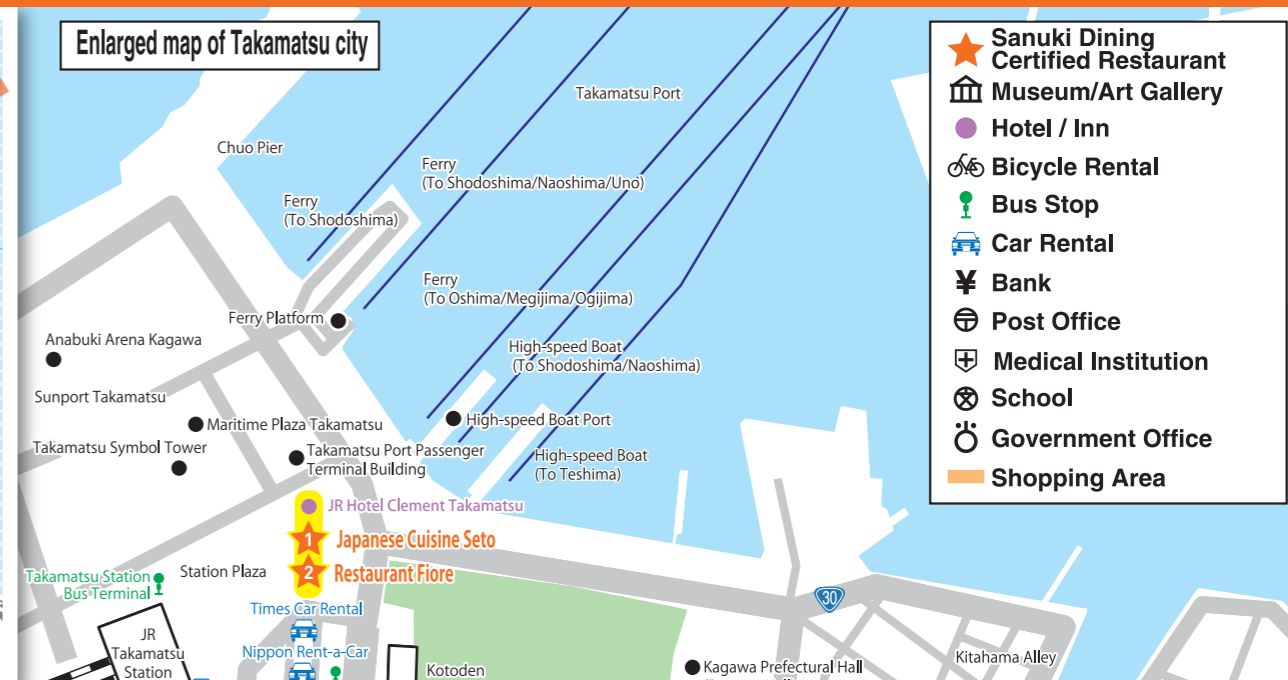 Enlarged map of Takamatsu city
Sanuki Dining
Certified Restaurant
Museum/Art Gallery
Hotel / Inn
Bicycle Rental
Bus Stop
Car Rental
Bank
Post Office
Medical Institution
School
Government Office
Shopping Area
Takamatsu Port
Chuo Pier
Ferry
(To Shodoshima/Naoshima/Uno)
Ferry
(To Shodoshima)
Ferry
(To Oshima/Megijima/Ogijima)
Ferry Platform
Anabuki Arena Kagawa
High-speed Boat
(To Shodoshima/Naoshima)
Sunport Takamatsu
Maritime Plaza Takamatsu
High-speed Boat Port
Takamatsu Symbol Tower
Takamatsu Port Passenger
Terminal Building
High-speed Boat
(To Teshima)
JR Hotel Clement Takamatsu
1 Japanese Cuisine Seto
2 Restaurant Fiore
Takamatsu Station
Bus Terminal
Station Plaza
30
Times Car Rental
JR
Takamatsu
Station
Nippon Rent-a-Car
Kotoden
Kagawa Prefectural Hall
Kitahama Alley